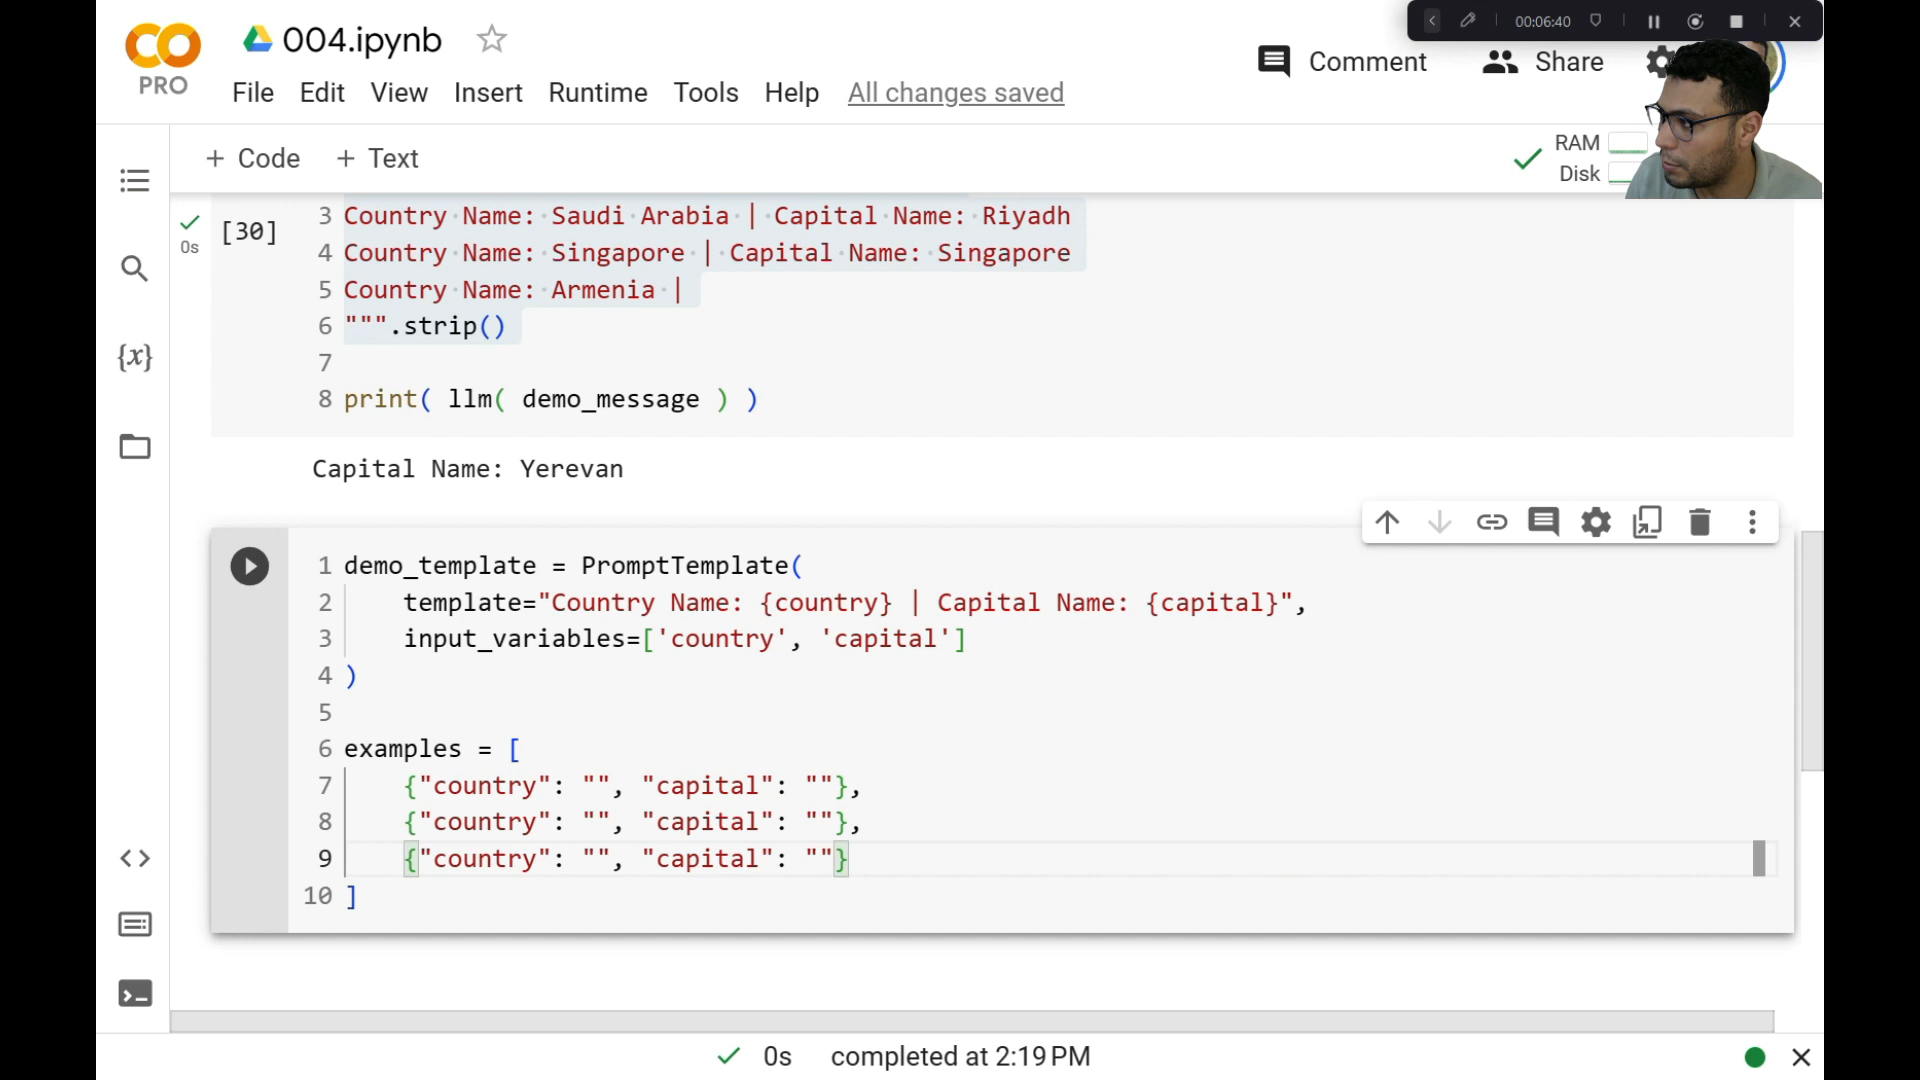 004.ipynb
00:06:40
PRO
File Edit View Insert Runtime Tools Help All changes saved
Comment Share
+ Code + Text
RAM
Disk
[30]
0s
3 Country Name: Saudi Arabia | Capital Name: Riyadh
4 Country Name: Singapore | Capital Name: Singapore
5 Country Name: Armenia |
6 """.strip()
7
8 print( llm( demo_message ) )
Capital Name: Yerevan
1 demo_template = PromptTemplate(
2 template="Country Name: {country} | Capital Name: {capital}",
3 input_variables=['country', 'capital']
4 )
5
6 examples = [
7 {"country": "", "capital": ""},
8 {"country": "", "capital": ""},
9 {"country": "", "capital": ""}
10 ]
0s completed at 2:19 PM